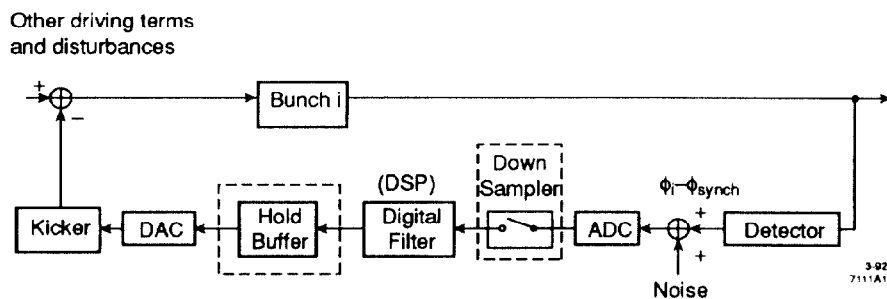 Other driving terms
and disturbances
+
−
Bunch i
Down
Sampler
(DSP)
ϕi–ϕsynch
Kicker
DAC
Hold
Buffer
Digital
Filter
ADC
+
+
Detector
Noise
3-92
7111A1